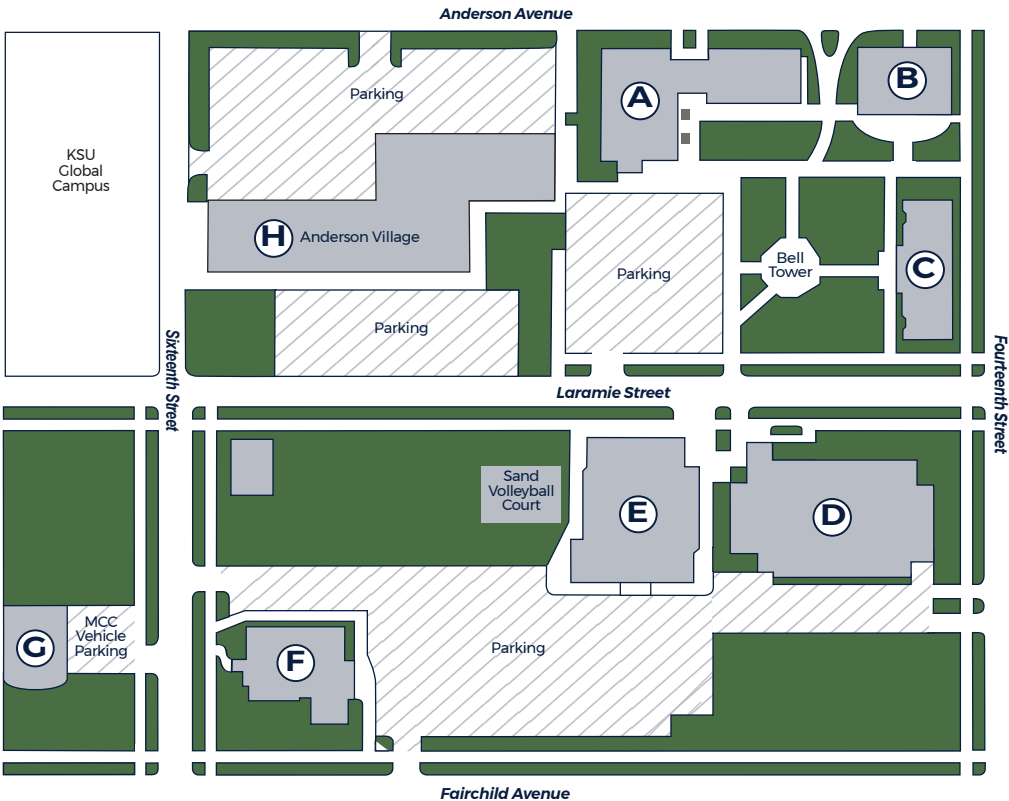 Anderson Avenue
Parking
A
B
KSU
Global
Campus
H
Anderson Village
Parking
Bell
Tower
C
Parking
Sixteenth Street
Fourteenth Street
Laramie Street
Sand
Volleyball
Court
E
D
MCC
Vehicle
Parking
G
F
Parking
Fairchild Avenue